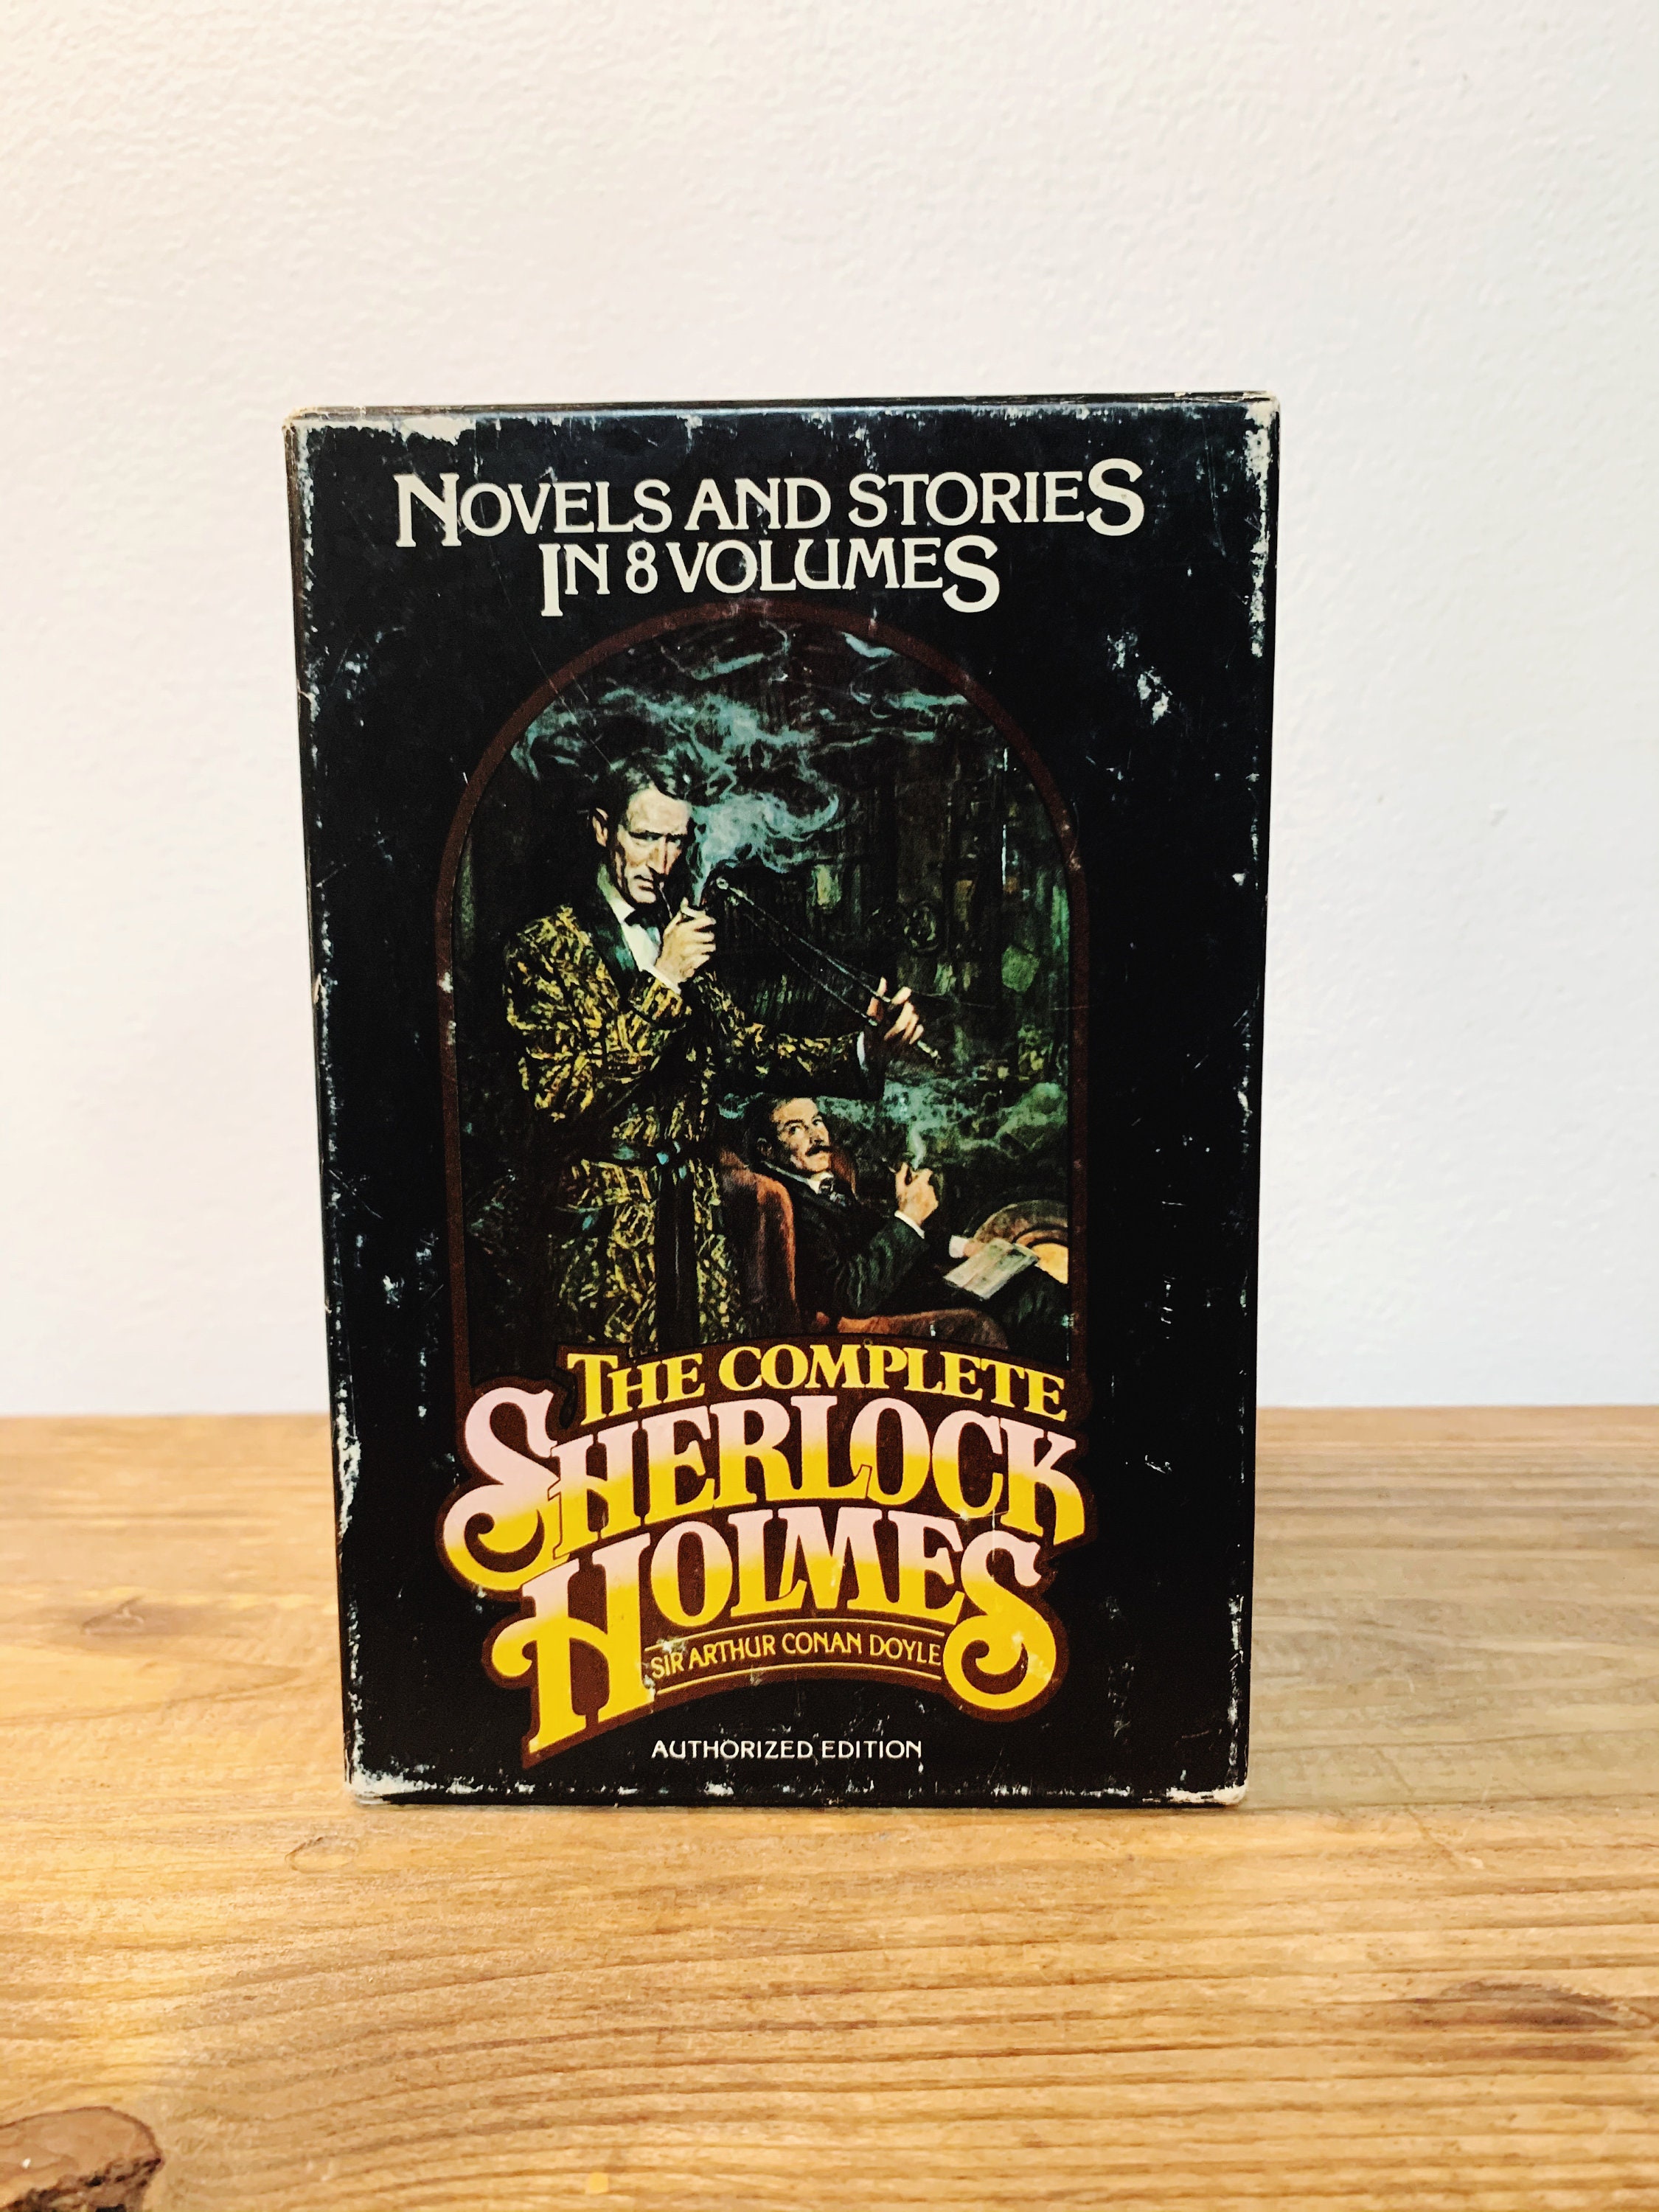 NOVELS AND STORIES
IN 8 VOLUMES
THE COMPLETE
SHERLOCK
HOLMES
SIR ARTHUR CONAN DOYLE
AUTHORIZED EDITION